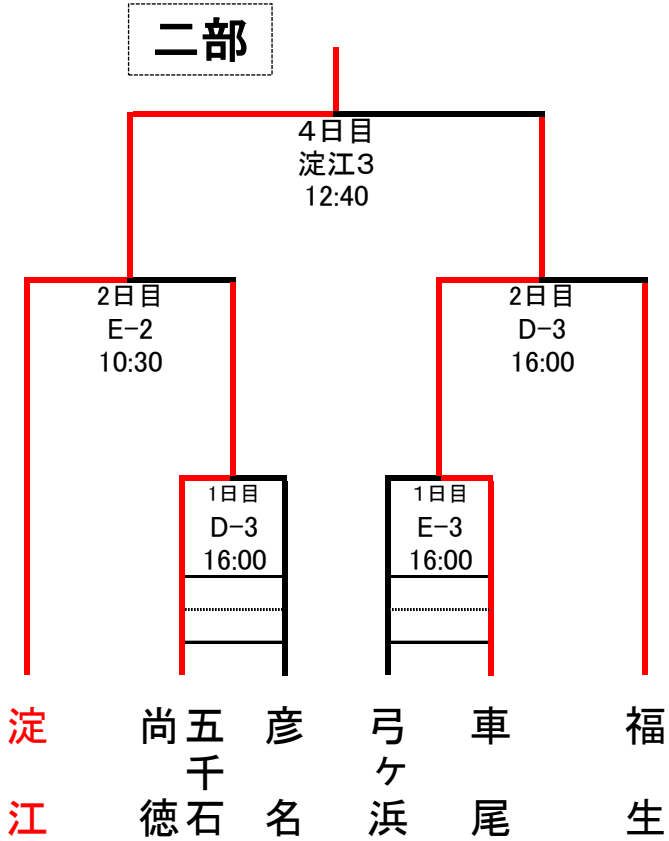 二部
4日目
淀江3
12:40
2日目
E-2
10:30
2日目
D-3
16:00
1日目
D-3
16:00
1日目
E-3
16:00
淀江
尚徳
五千石
彦名
弓ヶ浜
車尾
福生